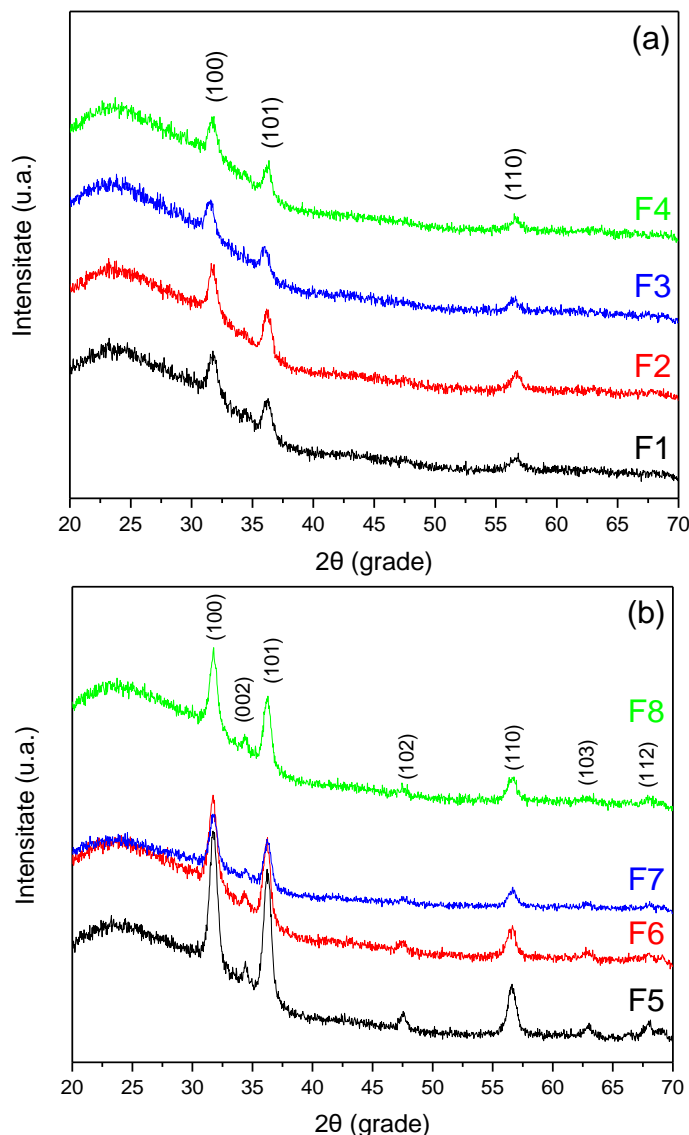 (a)
(100)
(101)
(110)
F4
F3
F2
F1
Intensitate (u.a.)
20 25 30 35 40 45 50 55 60 65 70
2θ (grade)
(b)
(100)
(002)
(101)
(102)
(110)
(103)
(112)
F8
F7
F6
F5
Intensitate (u.a.)
20 25 30 35 40 45 50 55 60 65 70
2θ (grade)